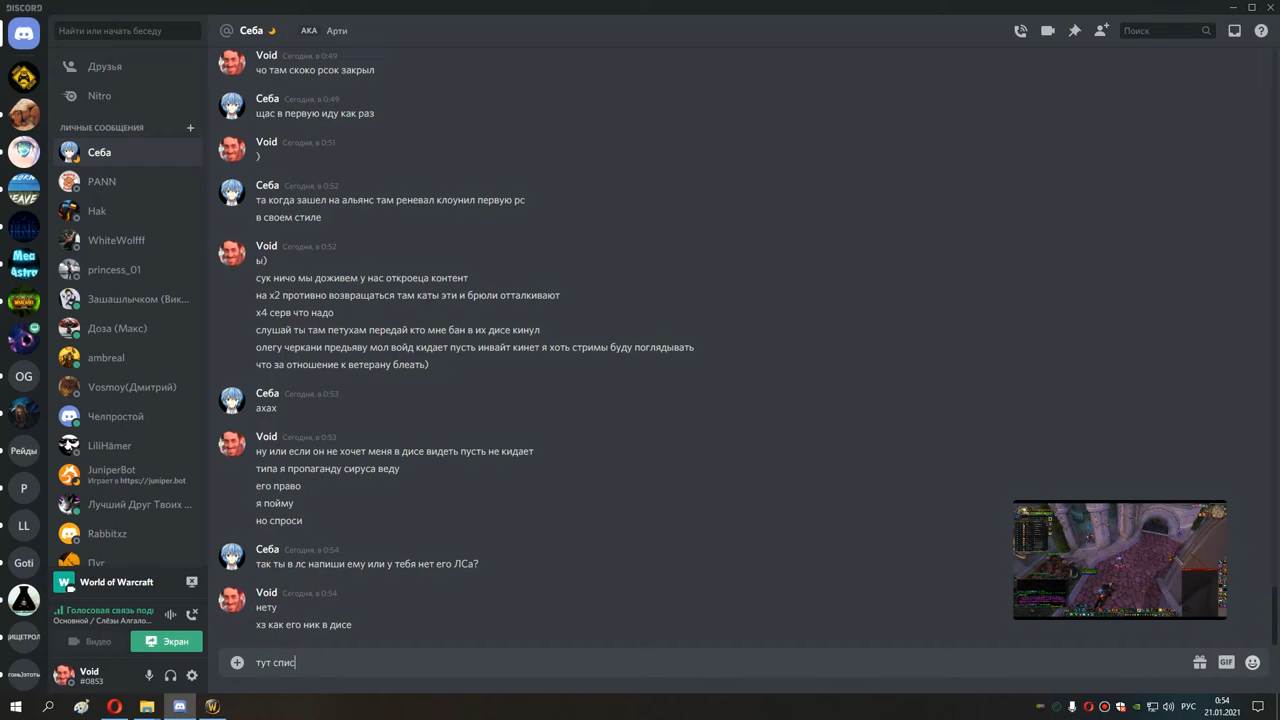 DISCORD
Найти или начать беседу
Себа
AKA
Арти
Поиск
Друзья
Nitro
ЛИЧНЫЕ СООБЩЕНИЯ
Себа
PANN
Hak
WhiteWolfff
princess_01
Зашашлычком (Вик...
Доза (Макс)
ambreal
Vosmoy(Дмитрий)
Челпростой
LiliHämer
JuniperBot
Играет в https://juniper.bot
Лучший Друг Твоих ...
Rabbitxz
Пуг
Меа
Astro
OG
Рейды
P
LL
Goti
World of Warcraft
Голосовая связь под
Основной / Слёзы Алгало...
Видео
Экран
Void
#0853
Void Сегодня, в 0:49
чо там скоко рсок закрыл
Себа Сегодня, в 0:49
щас в первую иду как раз
Void Сегодня, в 0:51
)
Себа Сегодня, в 0:52
та когда зашел на альянс там реневал клоунил первую рс
в своем стиле
Void Сегодня, в 0:52
ы)
сук ничо мы доживем у нас откроеца контент
на х2 противно возвращаться там каты эти и брюли отталкивают
х4 серв что надо
слушай ты там петухам передай кто мне бан в их дисе кинул
олегу черкани предьяву мол войд кидает пусть инвайт кинет я хоть стримы буду поглядывать
что за отношение к ветерану блеать)
Себа Сегодня, в 0:53
ахах
Void Сегодня, в 0:53
ну или если он не хочет меня в дисе видеть пусть не кидает
типа я пропаганду сируса веду
его право
я пойму
но спроси
Себа Сегодня, в 0:54
так ты в лс напиши ему или у тебя нет его ЛСа?
Void Сегодня, в 0:54
нету
хз как его ник в дисе
тут спис
GIF
РУС
0:54
21.01.2021